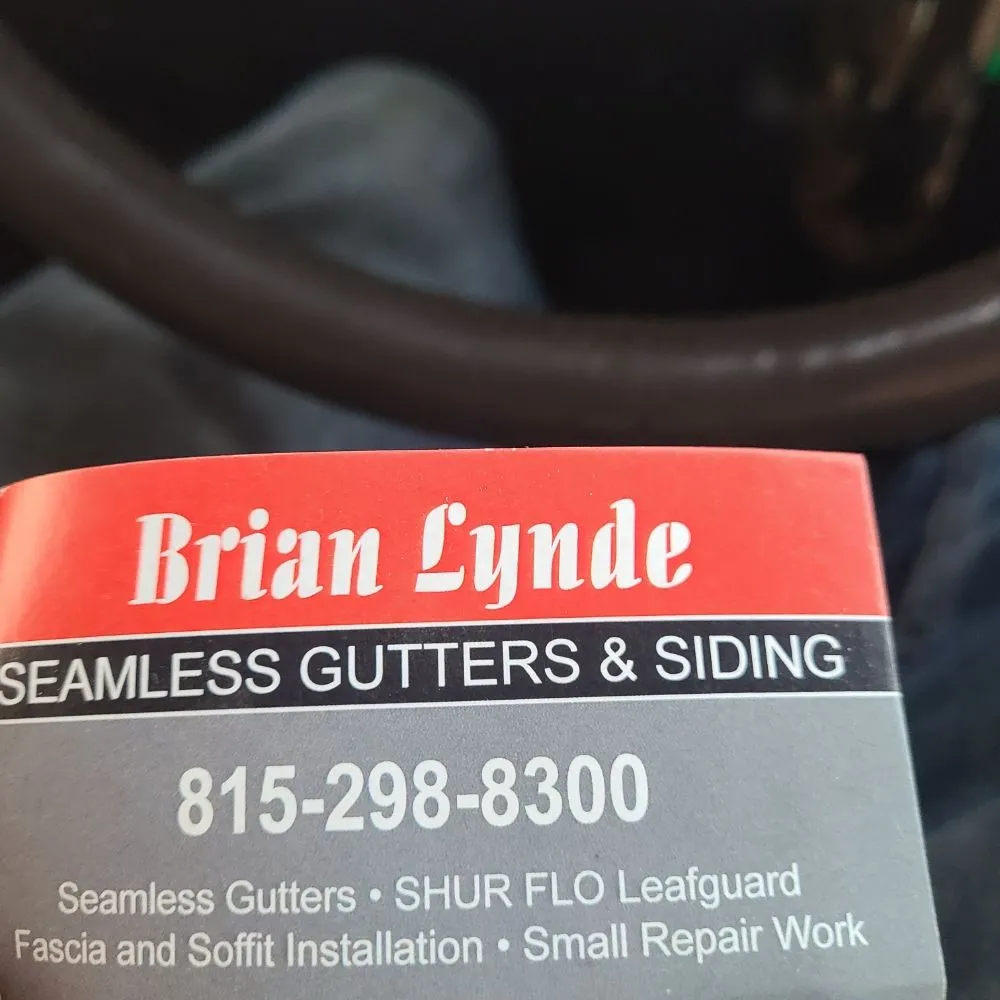 Brian Lynde
SEAMLESS GUTTERS & SIDING
815-298-8300
Seamless Gutters • SHUR FLO Leafguard
Fascia and Soffit Installation • Small Repair Work